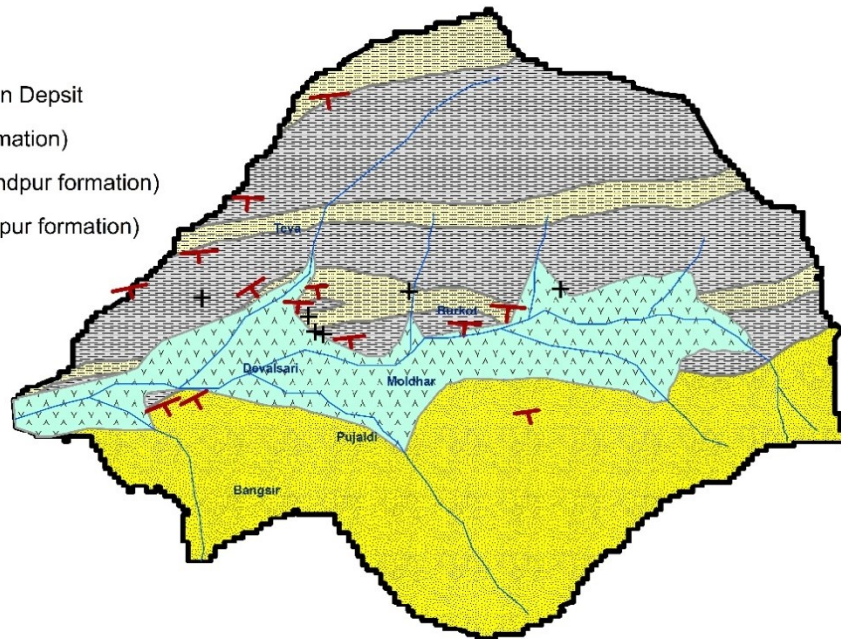 n Depsit
mation)
ndpur formation)
pur formation)
Teva
Burkot
Devalsari
Moldhar
Pujaldi
Bangsir